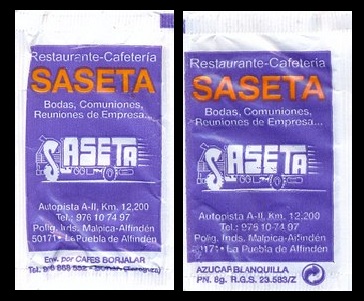 Restaurante-Cafetería
SASETA
Bodas, Comuniones,
Reuniones de Empresa...
SASETA
Autopista A-II, Km. 12,200
Tel.: 976 10 74 97
Polig. Inds. Malpica-Alfindén
50171 • La Puebla de Alfindén
Env. por CAFES BORJALAR
Restaurante-Cafetería
SASETA
Bodas, Comuniones,
Reuniones de Empresa...
SASETA
Autopista A-II, Km. 12,200
Tel.: 976 10 74 97
Polig. Inds. Malpica-Alfindén
50171 • La Puebla de Alfindén
AZUCAR BLANQUILLA
PN. 8g. R.G.S. 23.583/Z